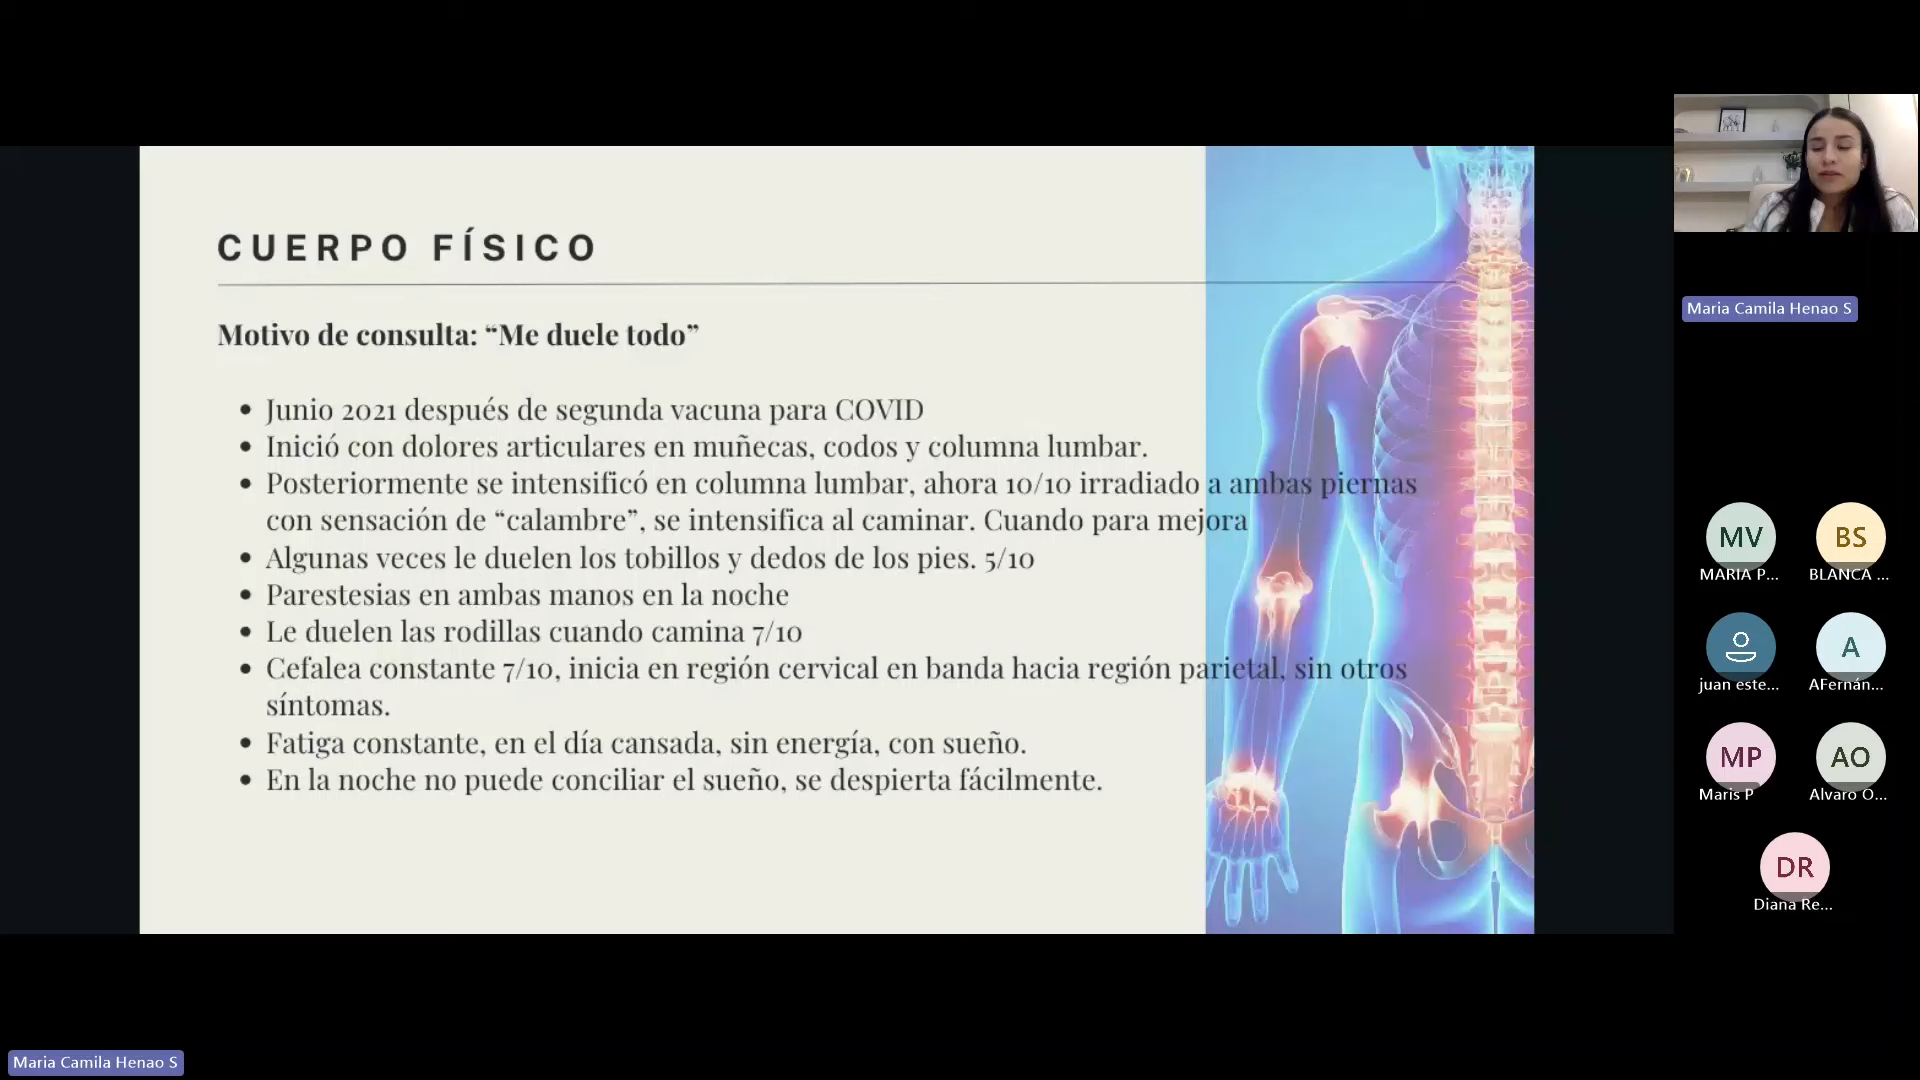 CUERPO FÍSICO
Motivo de consulta: “Me duele todo”
• Junio 2021 después de segunda vacuna para COVID
• Inició con dolores articulares en muñecas, codos y columna lumbar.
• Posteriormente se intensificó en columna lumbar, ahora 10/10 irradiado a ambas piernas
con sensación de “calambre”, se intensifica al caminar. Cuando para mejora
• Algunas veces le duelen los tobillos y dedos de los pies. 5/10
• Parestesias en ambas manos en la noche
• Le duelen las rodillas cuando camina 7/10
• Cefalea constante 7/10, inicia en región cervical en banda hacia región parietal, sin otros
síntomas.
• Fatiga constante, en el día cansada, sin energía, con sueño.
• En la noche no puede conciliar el sueño, se despierta fácilmente.
Maria Camila Henao S
MV
BS
MARIA P...
BLANCA ...
A
juan este...
AFernán...
MP
AO
Maris P
Alvaro O...
DR
Diana Re...
Maria Camila Henao S